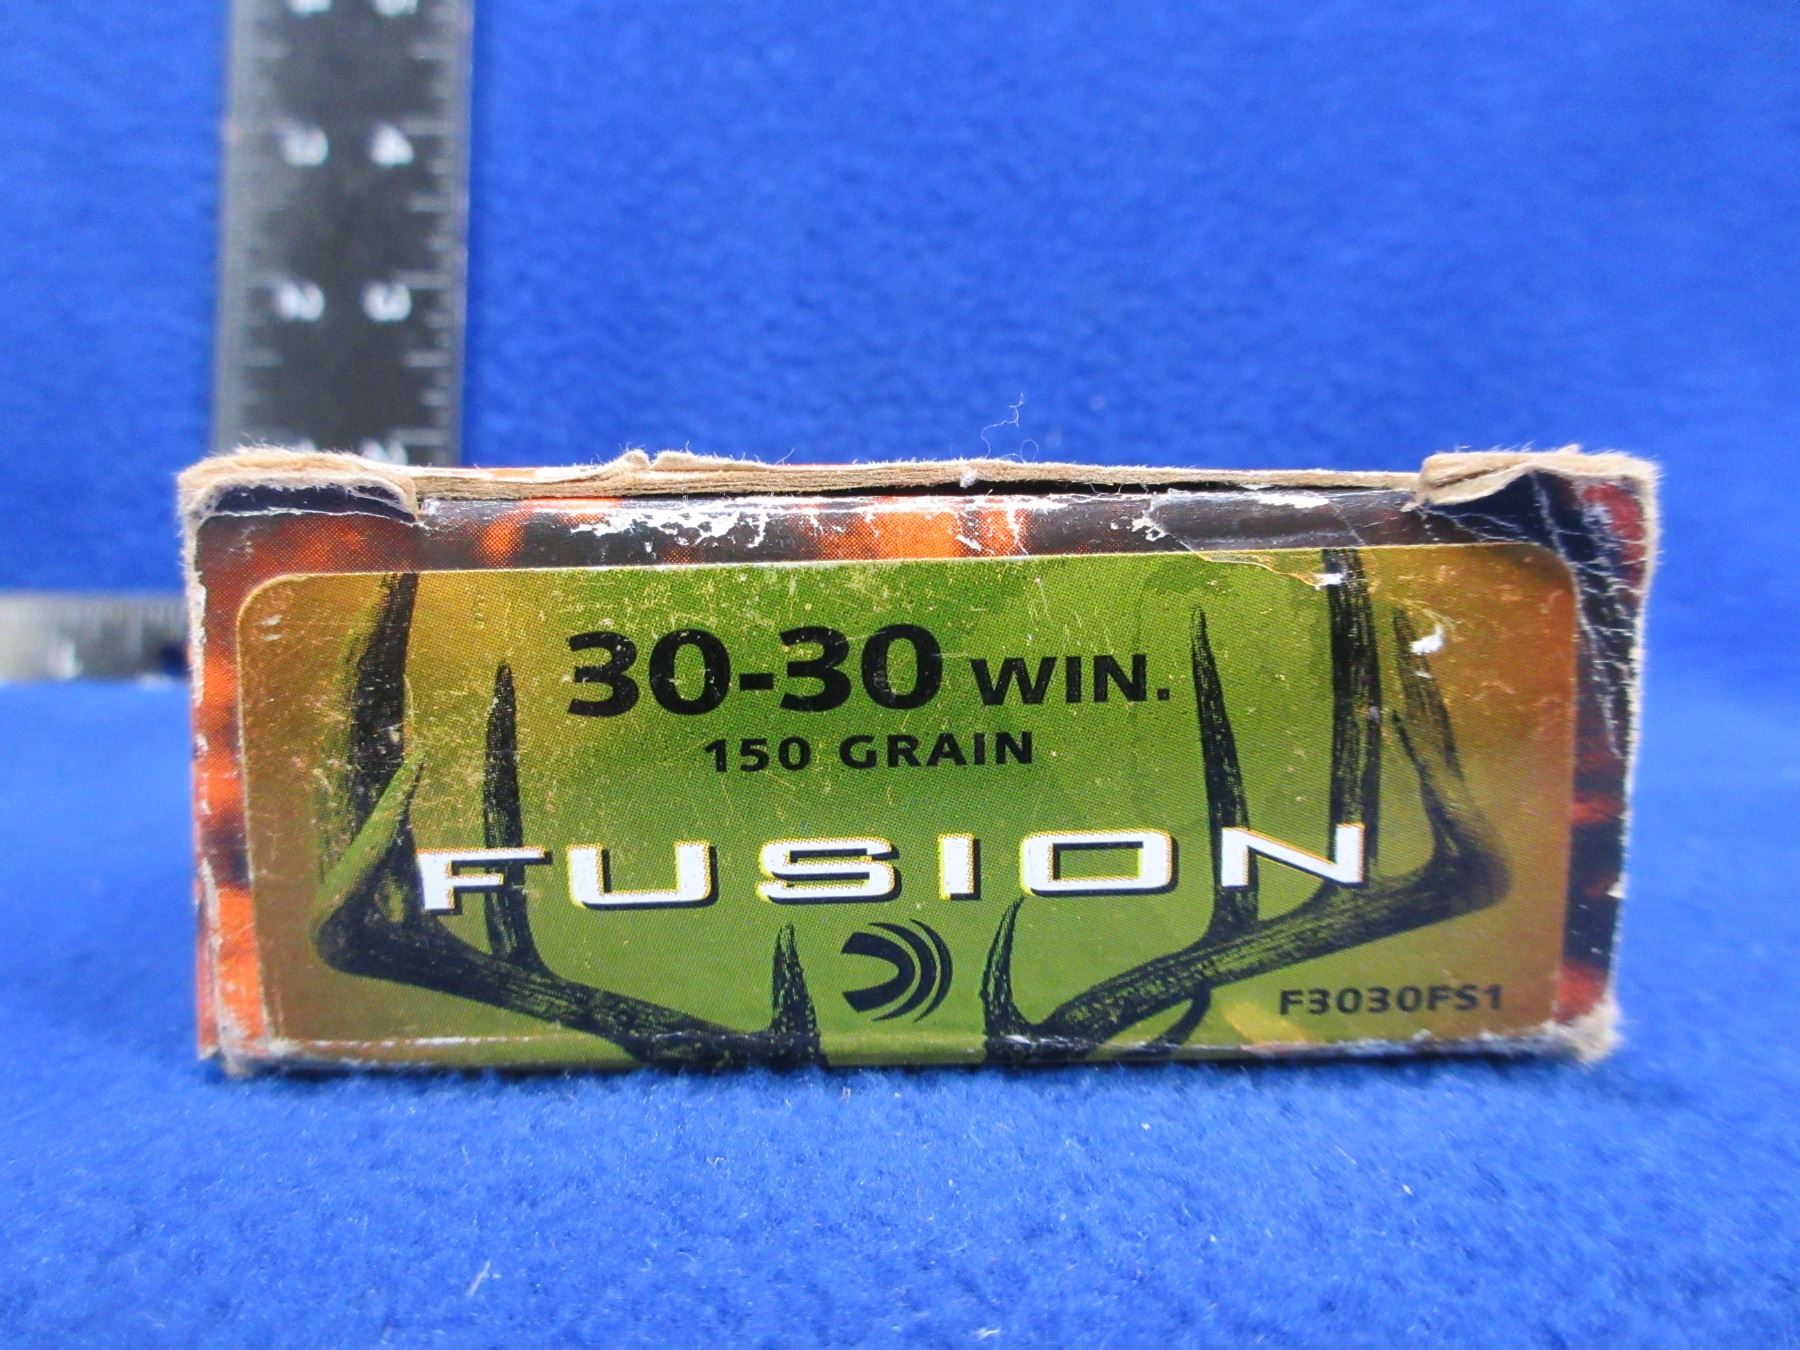 30-30 WIN.
150 GRAIN
FUSION
F3030FS1